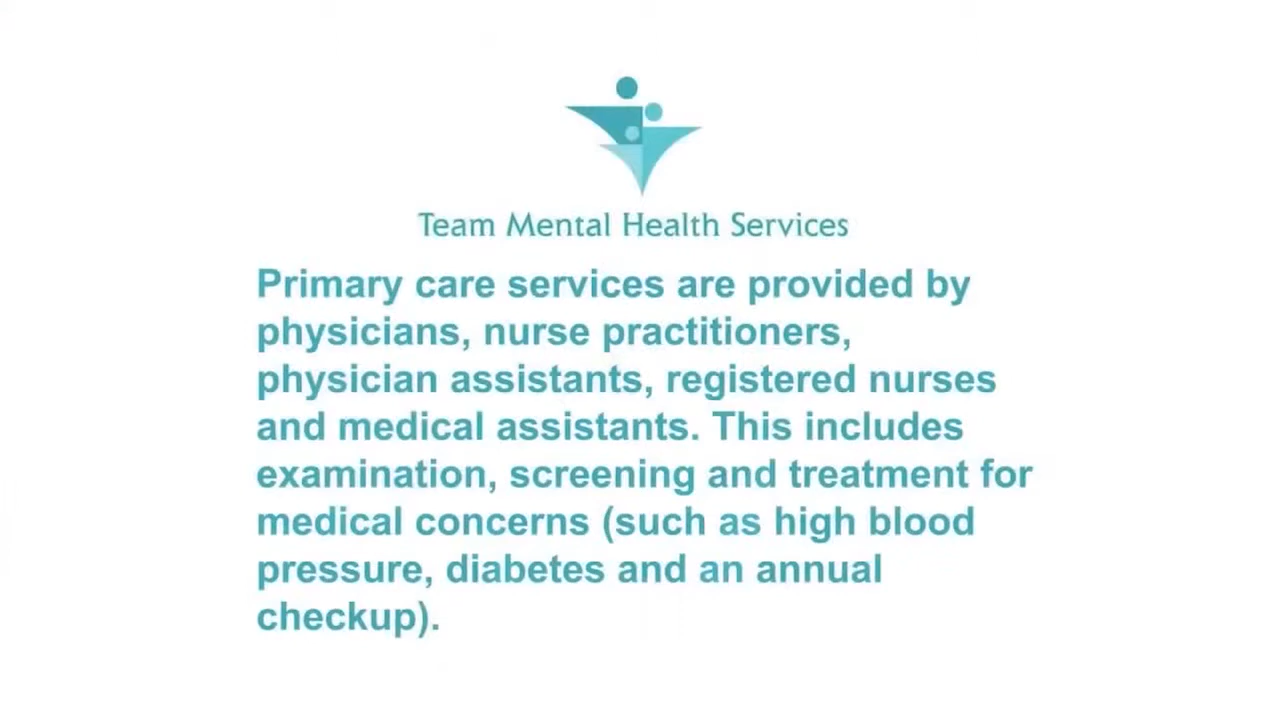 Team Mental Health Services
Primary care services are provided by
physicians, nurse practitioners,
physician assistants, registered nurses
and medical assistants. This includes
examination, screening and treatment for
medical concerns (such as high blood
pressure, diabetes and an annual
checkup).